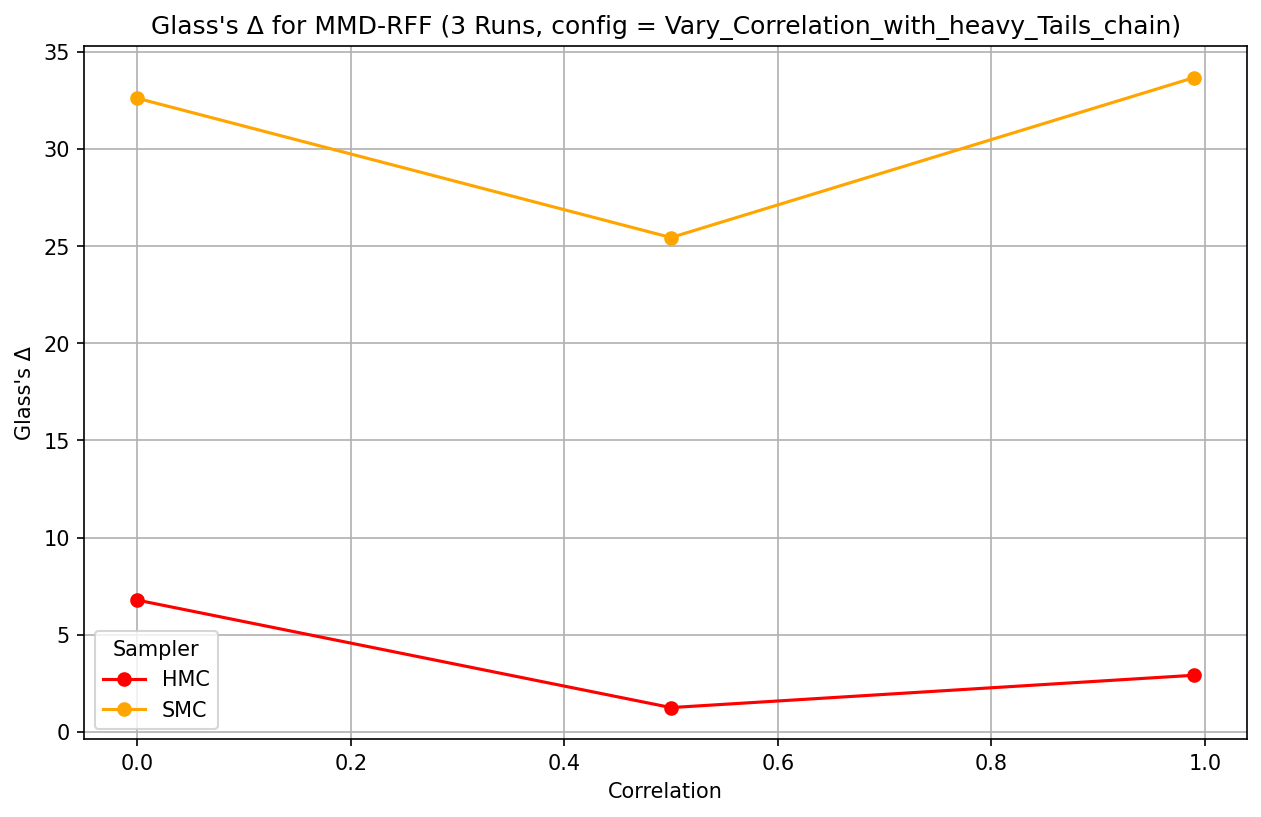 Glass's Δ for MMD-RFF (3 Runs, config = Vary_Correlation_with_heavy_Tails_chain)
35
30
25
20
15
10
5
0
Glass's Δ
Sampler
HMC
SMC
0.0 0.2 0.4 0.6 0.8 1.0
Correlation